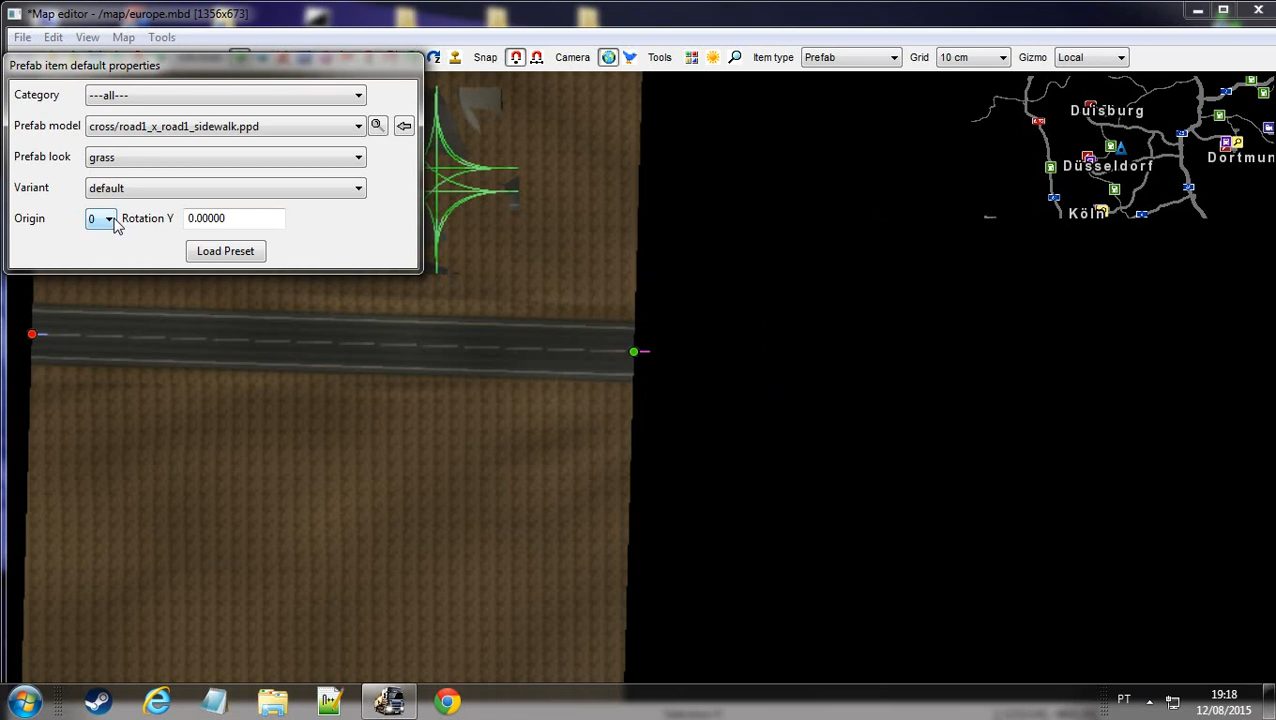 *Map editor - /map/europe.mbd [1356x673]
File Edit View Map Tools
Snap Camera Tools Item type Prefab Grid 10 cm Gizmo Local
Prefab item default properties
Category ---all---
Prefab model cross/road1_x_road1_sidewalk.ppd
Prefab look grass
Variant default
Origin 0 Rotation Y 0.00000
Load Preset
Duisburg
Düsseldorf
Dortmun
Köln
PT
19:18
12/08/2015